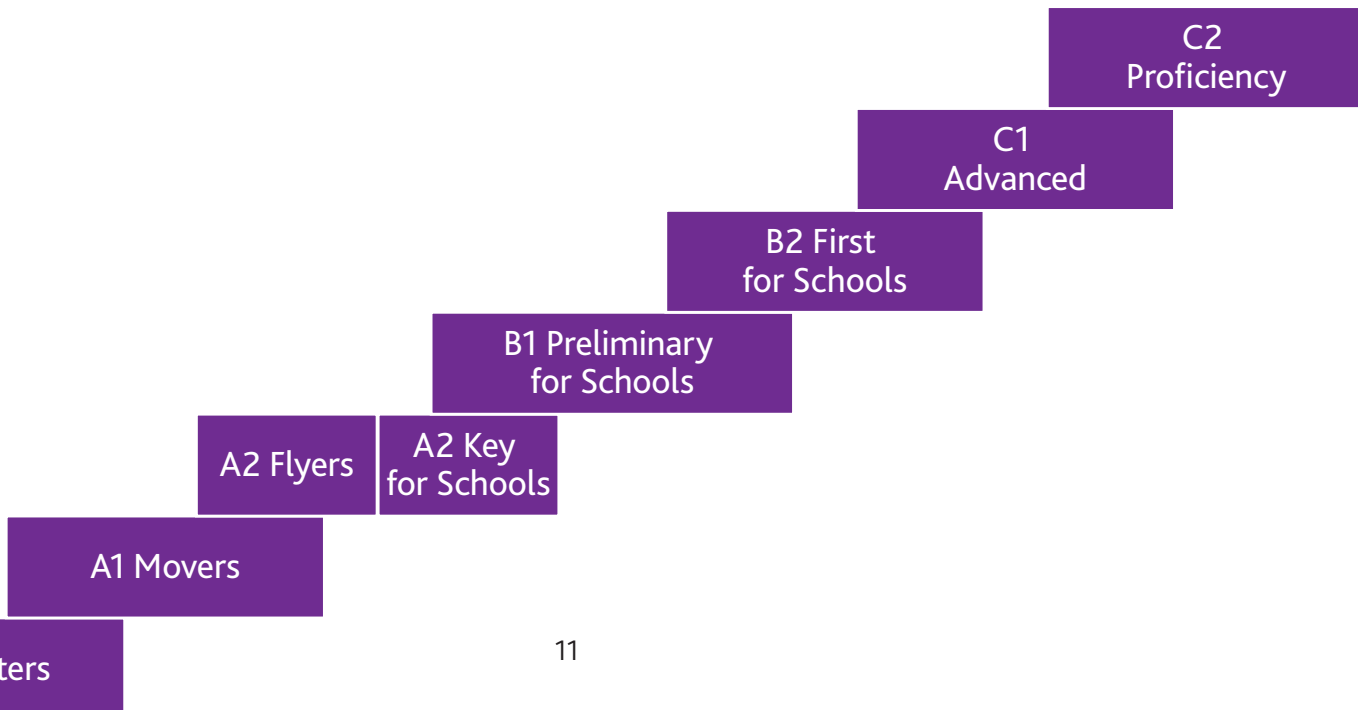 C2
Proficiency
C1
Advanced
B2 First
for Schools
B1 Preliminary
for Schools
A2 Flyers
A2 Key
for Schools
A1 Movers
11
ters